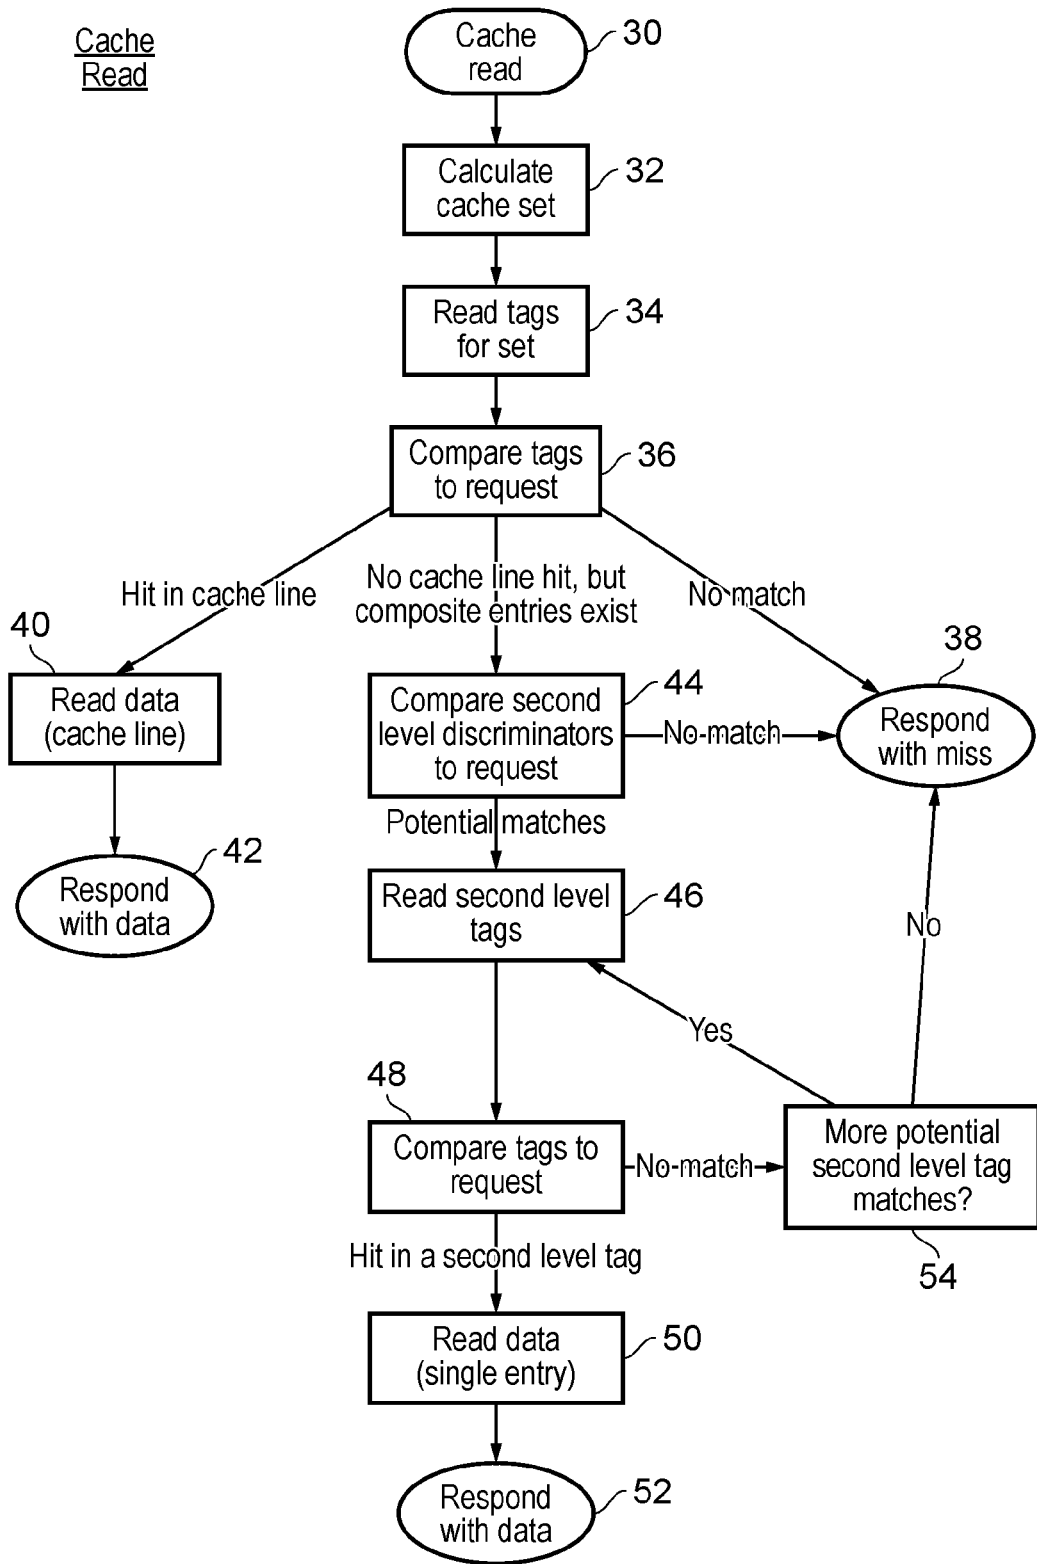 Cache
Read
Cache
read
30
Calculate
cache set
32
Read tags
for set
34
Compare tags
to request
36
Hit in cache line
No cache line hit, but
composite entries exist
No match
40
Read data
(cache line)
44
Compare second
level discriminators
to request
No match
38
Respond
with miss
Potential matches
42
Respond
with data
Read second level
tags
46
No
Yes
48
Compare tags to
request
No match
More potential
second level tag
matches?
54
Hit in a second level tag
Read data
(single entry)
50
Respond
with data
52